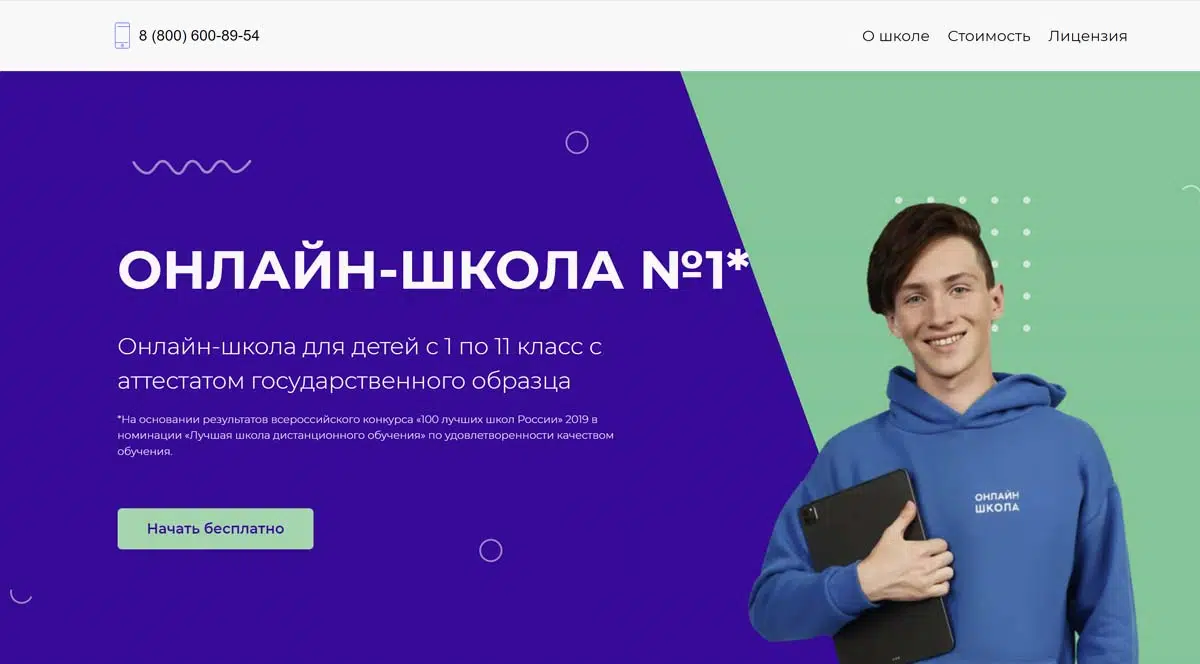 8 (800) 600-89-54
О школе Стоимость Лицензия
ОНЛАЙН-ШКОЛА №1*
Онлайн-школа для детей с 1 по 11 класс с
аттестатом государственного образца
*На основании результатов всероссийского конкурса «100 лучших школ России» 2019 в
номинации «Лучшая школа дистанционного обучения» по удовлетворенности качеством
обучения.
ОНЛАЙН
ШКОЛА
Начать бесплатно